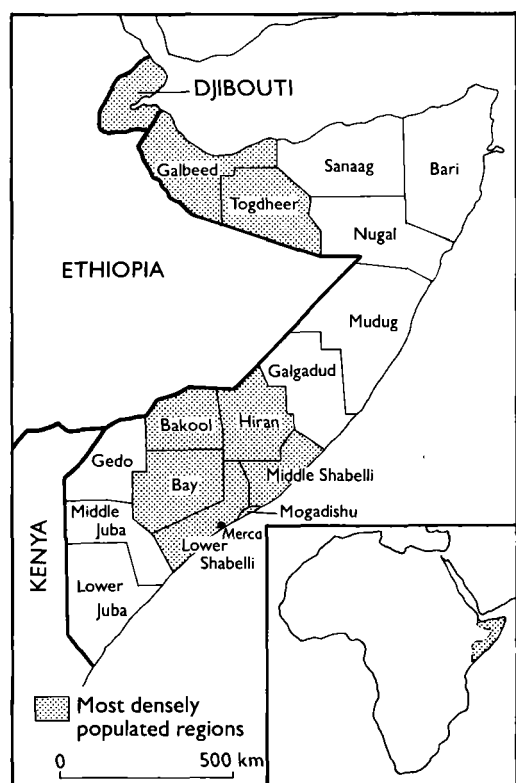 DJIBOUTI
Galbeed
Sanaag
Bari
Togdheer
Nugal
ETHIOPIA
Mudug
Galgadud
Bakool
Hiran
Gedo
Bay
Middle Shabelli
Middle
Juba
Mogadishu
Merca
KENYA
Lower
Shabelli
Lower
Juba
Most densely
populated regions
0 500 km